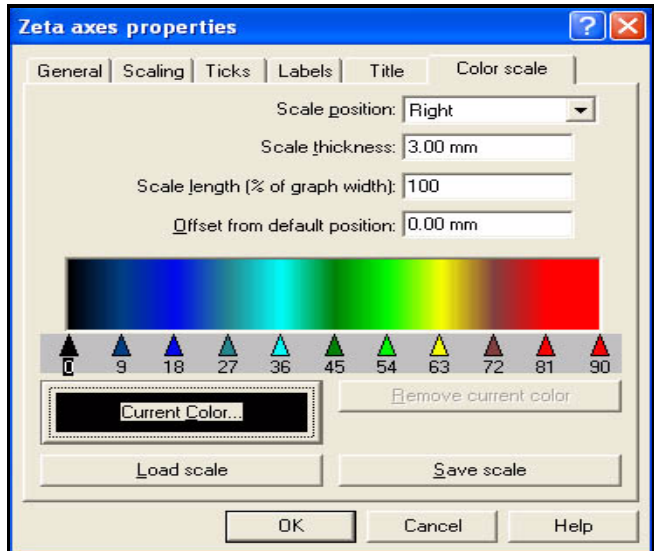 Zeta axes properties
General Scaling Ticks Labels Title Color scale
Scale position: Right
Scale thickness: 3.00 mm
Scale length (% of graph width): 100
Offset from default position: 0.00 mm
0 9 18 27 36 45 54 63 72 81 90
Current Color... Remove current color
Load scale Save scale
OK Cancel Help